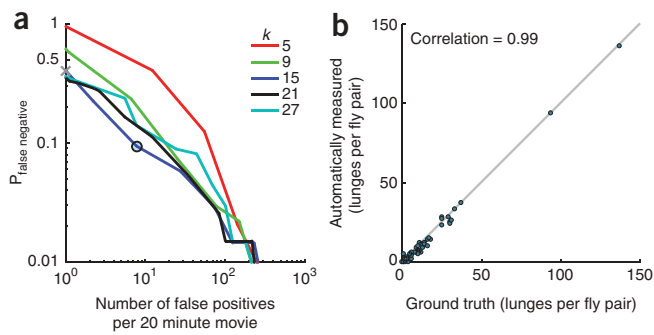 a
1
0.5
0.1
0.01
P false negative
k
5
9
15
21
27
10^0
10^1
10^2
10^3
Number of false positives
per 20 minute movie
b
150
100
50
0
Automatically measured
(lunges per fly pair)
Correlation = 0.99
0
50
100
150
Ground truth (lunges per fly pair)